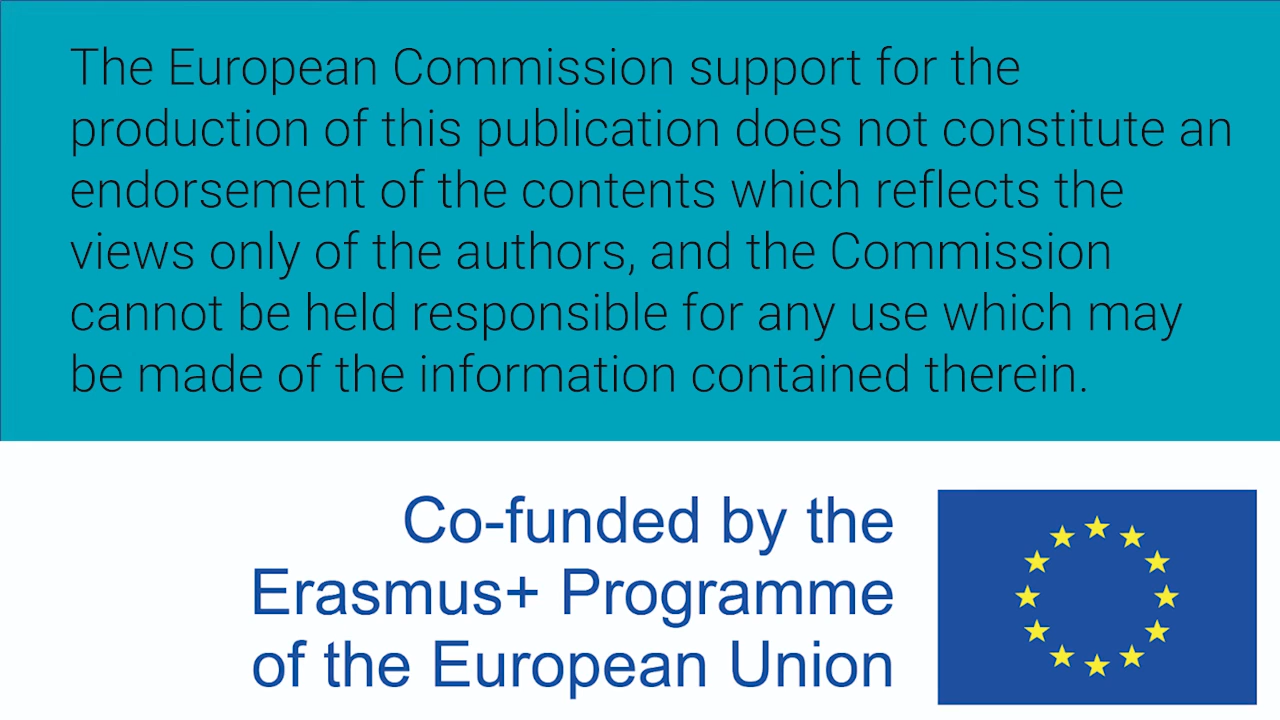 The European Commission support for the
production of this publication does not constitute an
endorsement of the contents which reflects the
views only of the authors, and the Commission
cannot be held responsible for any use which may
be made of the information contained therein.
Co-funded by the
Erasmus+ Programme
of the European Union